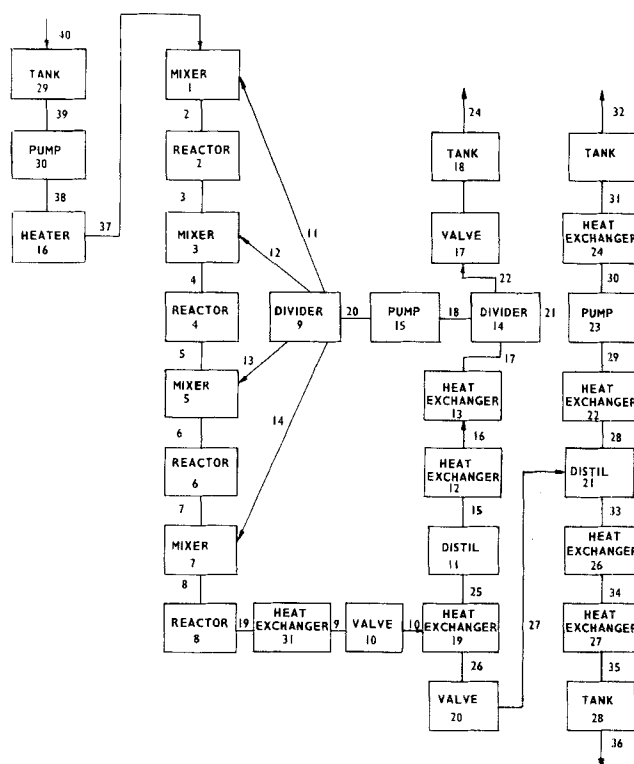 40
TANK
29
39
PUMP
30
38
HEATER
16
37
MIXER
1
2
REACTOR
2
3
MIXER
3
4
REACTOR
4
5
MIXER
5
6
REACTOR
6
7
MIXER
7
8
REACTOR
8
19
HEAT
EXCHANGER
31
9
VALVE
10
10
11
12
13
14
DIVIDER
9
20
PUMP
15
18
DIVIDER
14
21
24
TANK
18
VALVE
17
22
17
HEAT
EXCHANGER
13
16
HEAT
EXCHANGER
12
15
DISTIL
11
25
HEAT
EXCHANGER
19
26
VALVE
20
27
32
TANK
31
HEAT
EXCHANGER
24
30
PUMP
23
29
HEAT
EXCHANGER
22
28
DISTIL
21
33
HEAT
EXCHANGER
26
34
HEAT
EXCHANGER
27
35
TANK
28
36